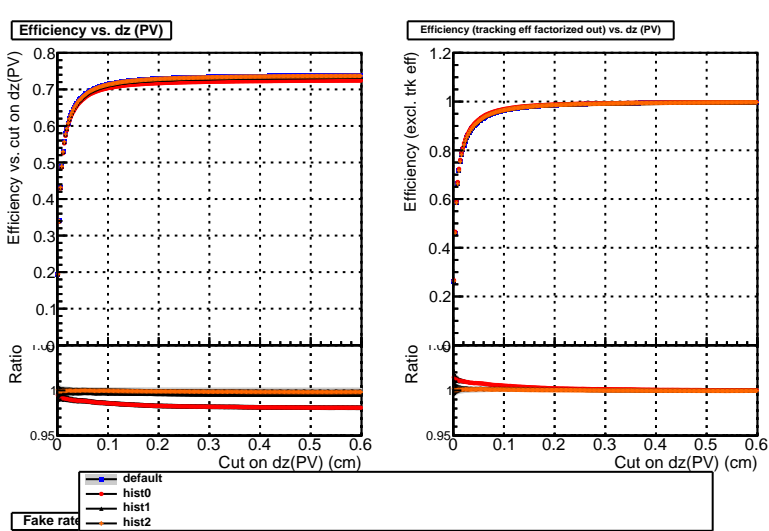 Efficiency vs. dz (PV)
Efficiency vs. cut on dz(PV)
0.8
0.7
0.6
0.5
0.4
0.3
0.2
0.1
Ratio
1
0.95
0 0.1 0.2 0.3 0.4 0.5 0.6
Cut on dz(PV) (cm)
Efficiency (tracking eff factorized out) vs. dz (PV)
Efficiency (excl. trk eff)
1.2
1
0.8
0.6
0.4
0.2
0
Ratio
1
0.95
0 0.1 0.2 0.3 0.4 0.5 0.6
Cut on dz(PV) (cm)
default
hist0
hist1
hist2
Fake rate